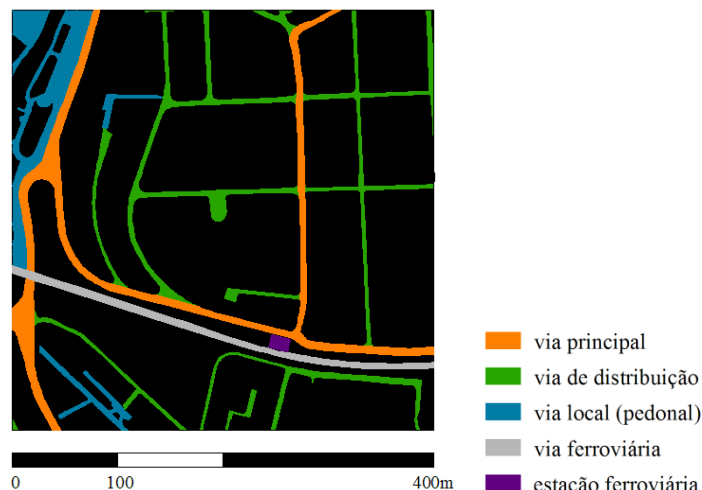 via principal
via de distribuição
via local (pedonal)
via ferroviária
estação ferroviária
0 100 400m